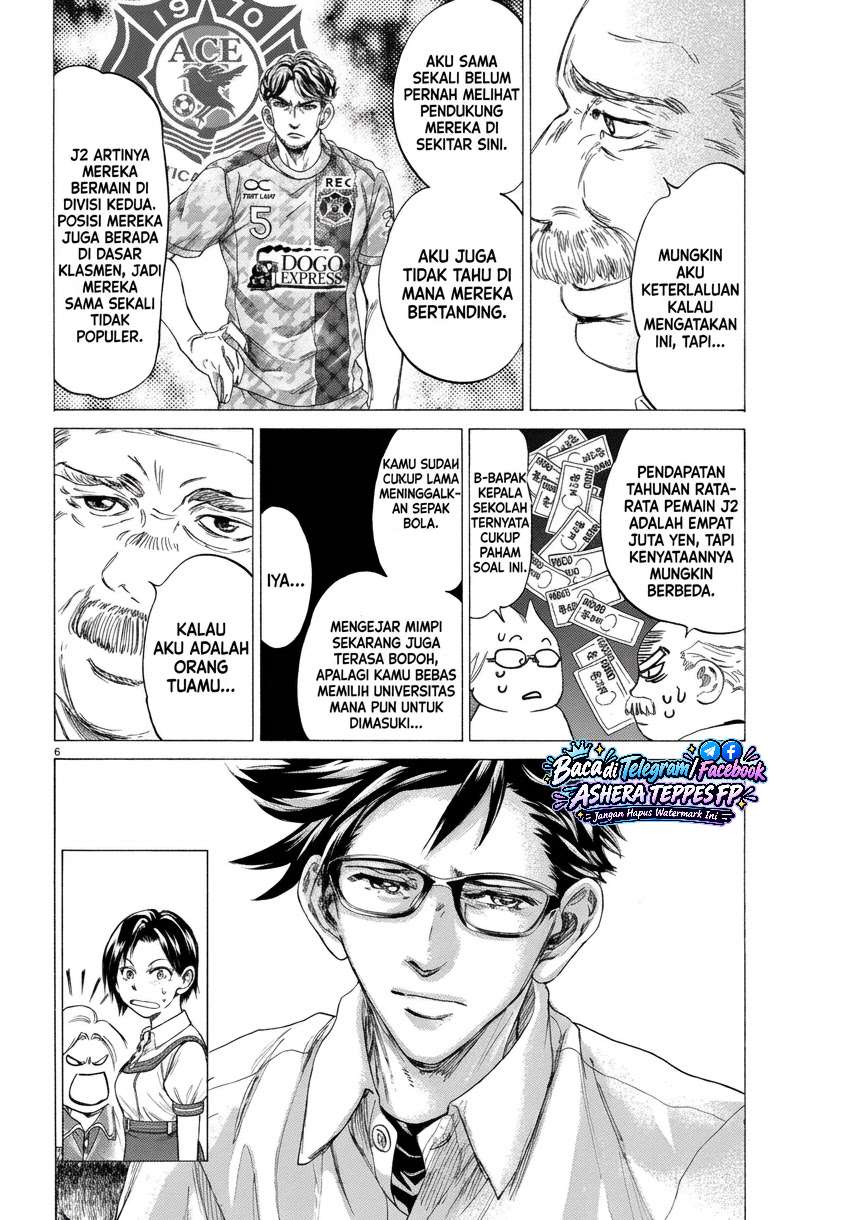 MUNGKIN
AKU
KETERLALUAN
KALAU
MENGATAKAN
INI, TAPI...
AKU SAMA
SEKALI BELUM
PERNAH MELIHAT
PENDUKUNG
MEREKA DI
SEKITAR SINI.
AKU JUGA
TIDAK TAHU DI
MANA MEREKA
BERTANDING.
1970
ACE
REC
5
DOGO
EXPRESS
J2 ARTINYA
MEREKA
BERMAIN DI
DIVISI KEDUA.
POSISI MEREKA
JUGA BERADA
DI DASAR
KLASMEN, JADI
MEREKA
SAMA SEKALI
TIDAK
POPULER.
PENDAPATAN
TAHUNAN RATA-
RATA PEMAIN J2
ADALAH EMPAT
JUTA YEN, TAPI
KENYATAANNYA
MUNGKIN
BERBEDA.
B-BAPAK
KEPALA
SEKOLAH
TERNYATA
CUKUP
PAHAM
SOAL INI.
KAMU SUDAH
CUKUP LAMA
MENINGGALK-
AN SEPAK
BOLA.
MENGEJAR MIMPI
SEKARANG JUGA
TERASA BODOH,
APALAGI KAMU BEBAS
MEMILIH UNIVERSITAS
MANA PUN UNTUK
DIMASUKI...
IYA...
KALAU
AKU ADALAH
ORANG
TUAMU...
6
Baca di Telegram/Facebook
ASHERA TEPPES FP
Jangan Hapus Watermark Ini